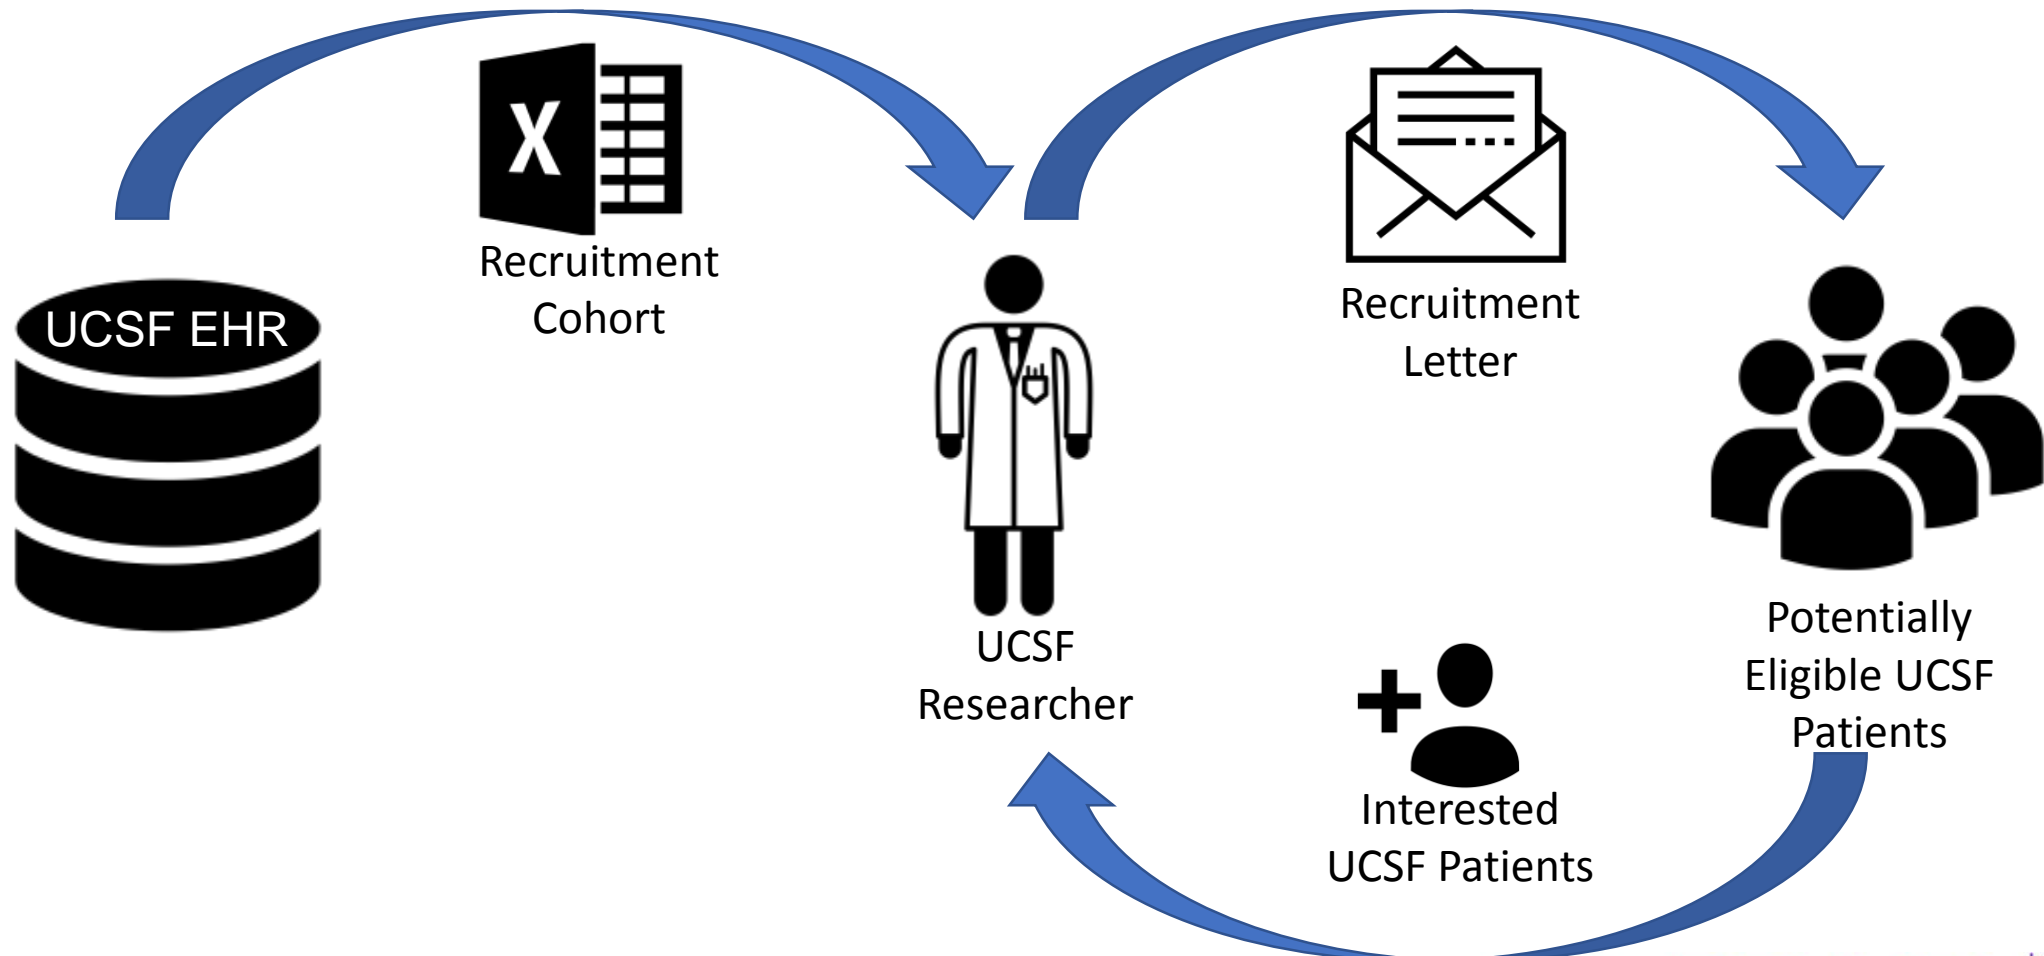 UCSF EHR
X
Recruitment
Cohort
UCSF
Researcher
Recruitment
Letter
Potentially
Eligible UCSF
Patients
Interested
UCSF Patients